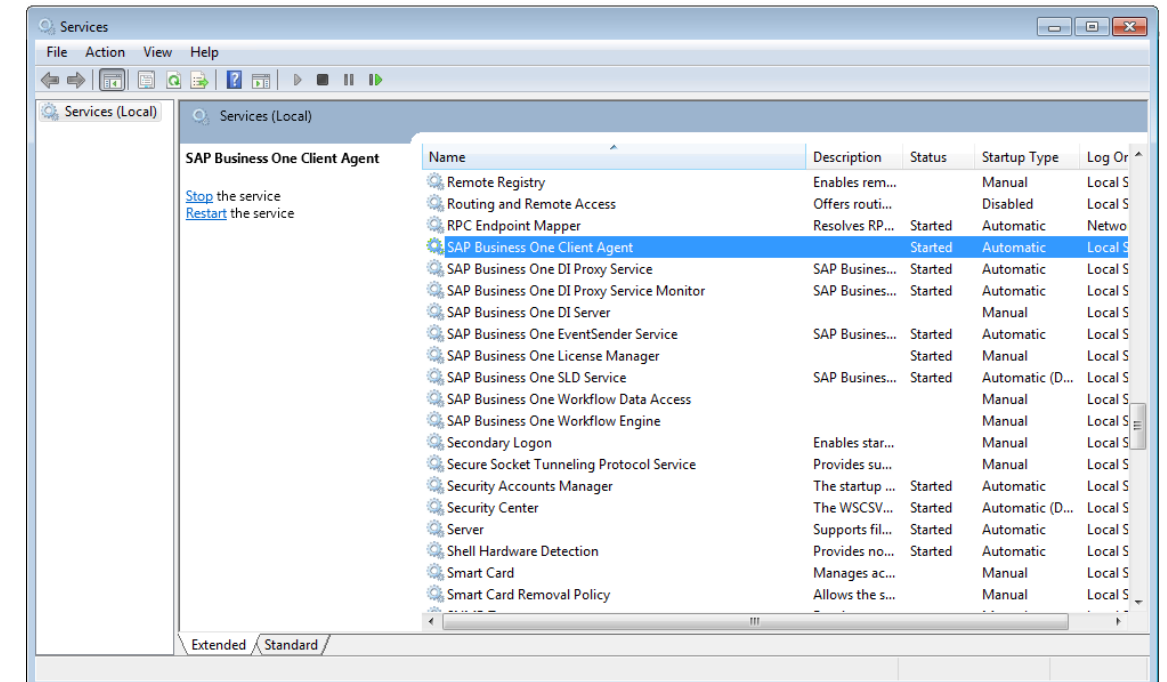 Services
File Action View Help
Services (Local)
Services (Local)
SAP Business One Client Agent
Stop the service
Restart the service
Name Description Status Startup Type Log Or
Remote Registry Enables rem... Manual Local S
Routing and Remote Access Offers routi... Disabled Local S
RPC Endpoint Mapper Resolves RP... Started Automatic Netwo
SAP Business One Client Agent Started Automatic Local S
SAP Business One DI Proxy Service SAP Busines... Started Automatic Local S
SAP Business One DI Proxy Service Monitor SAP Busines... Started Automatic Local S
SAP Business One DI Server Manual Local S
SAP Business One EventSender Service SAP Busines... Started Automatic Local S
SAP Business One License Manager Started Manual Local S
SAP Business One SLD Service SAP Busines... Started Automatic (D... Local S
SAP Business One Workflow Data Access Manual Local S
SAP Business One Workflow Engine Manual Local S
Secondary Logon Enables star... Manual Local S
Secure Socket Tunneling Protocol Service Provides su... Manual Local S
Security Accounts Manager The startup ... Started Automatic Local S
Security Center The WSCSV... Started Automatic (D... Local S
Server Supports fil... Started Automatic Local S
Shell Hardware Detection Provides no... Started Automatic Local S
Smart Card Manages ac... Manual Local S
Smart Card Removal Policy Allows the s... Manual Local S
Extended Standard